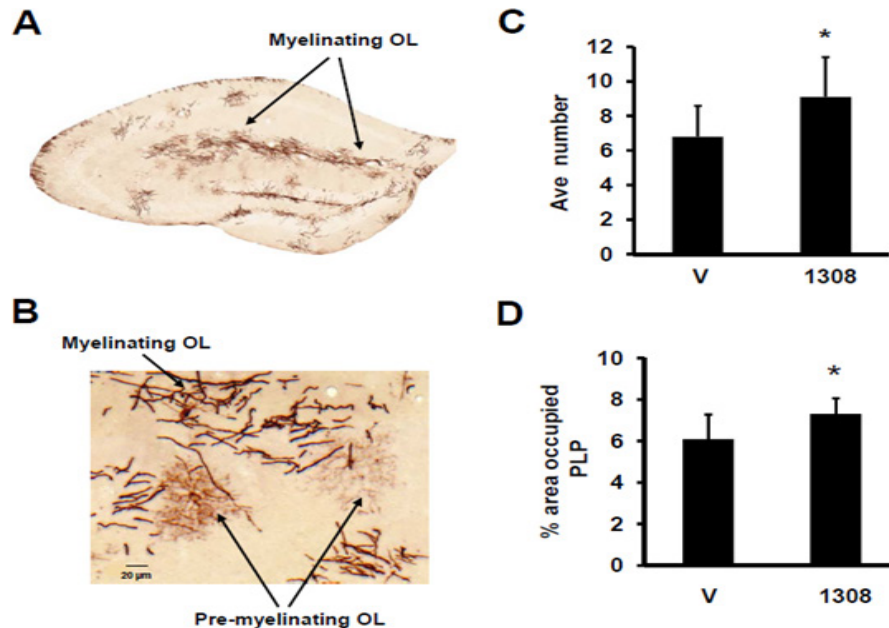 A
Myelinating OL
B
Myelinating OL
20 µm
Pre-myelinating OL
C
*
12
10
8
6
4
2
0
Ave number
V 1308
D
*
10
8
6
4
2
0
% area occupied
PLP
V 1308